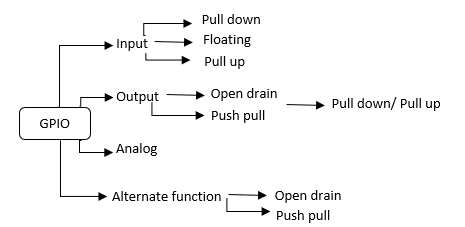 Pull down
Input
Floating
Pull up
GPIO
Output
Open drain
Push pull
Pull down/ Pull up
Analog
Alternate function
Open drain
Push pull